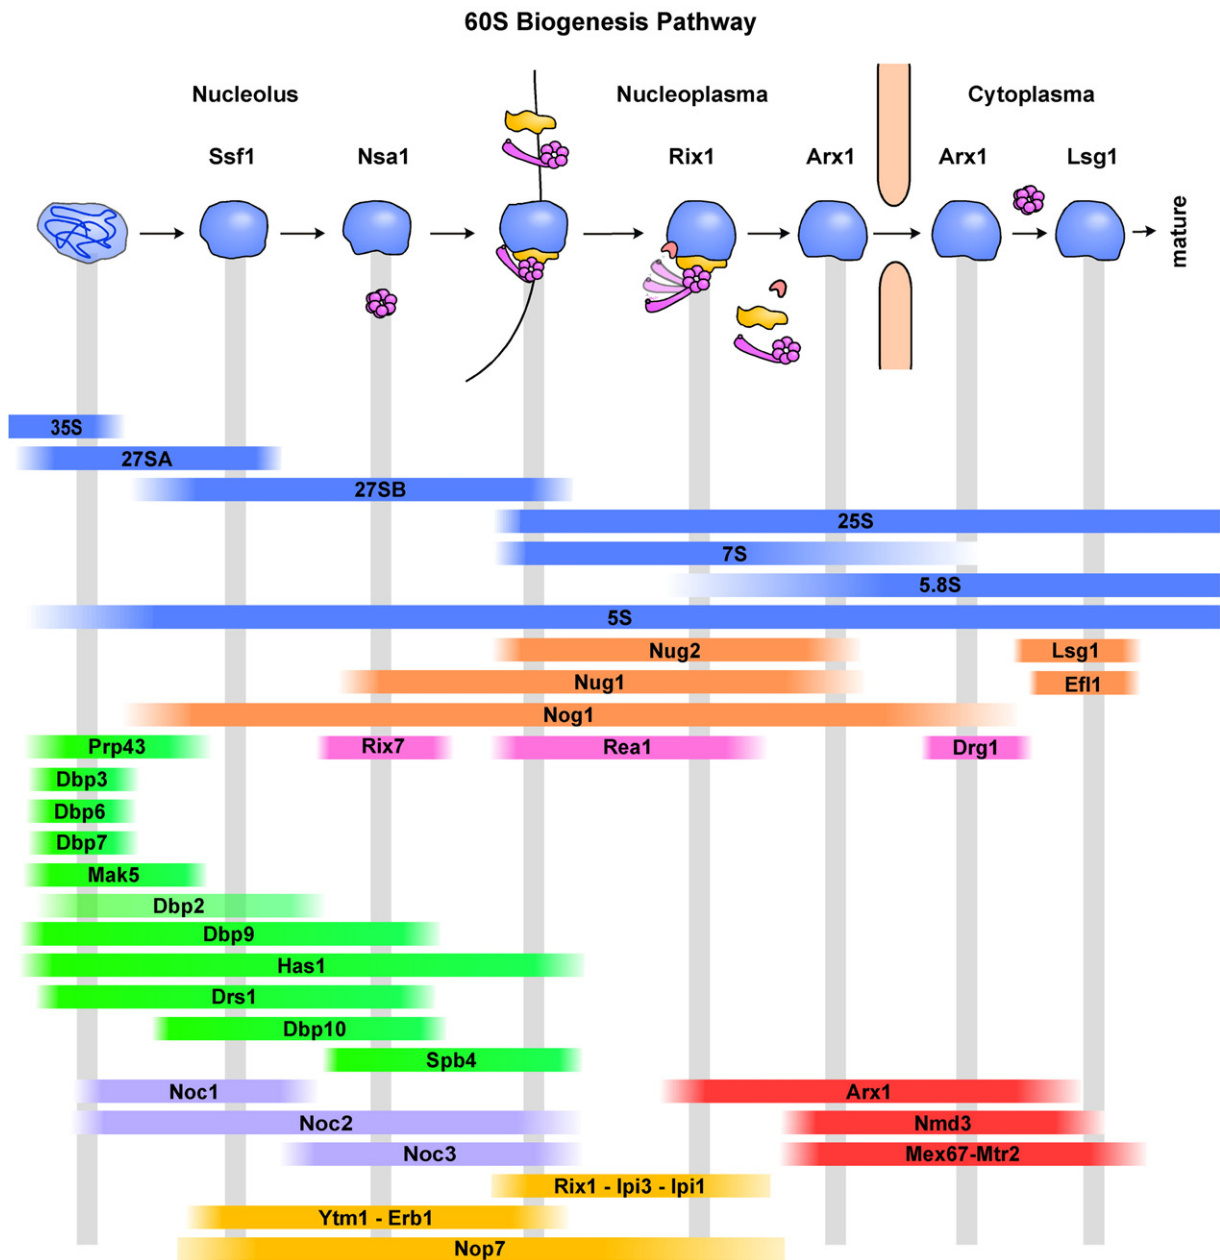 60S Biogenesis Pathway
Nucleolus
Nucleoplasma
Cytoplasma
Ssf1
Nsa1
Rix1
Arx1
Arx1
Lsg1
mature
35S
27SA
27SB
25S
7S
5.8S
5S
Nug2
Lsg1
Nug1
Efl1
Nog1
Prp43
Rix7
Rea1
Drg1
Dbp3
Dbp6
Dbp7
Mak5
Dbp2
Dbp9
Has1
Drs1
Dbp10
Spb4
Noc1
Arx1
Noc2
Nmd3
Noc3
Mex67-Mtr2
Rix1 - Ipi3 - Ipi1
Ytm1 - Erb1
Nop7